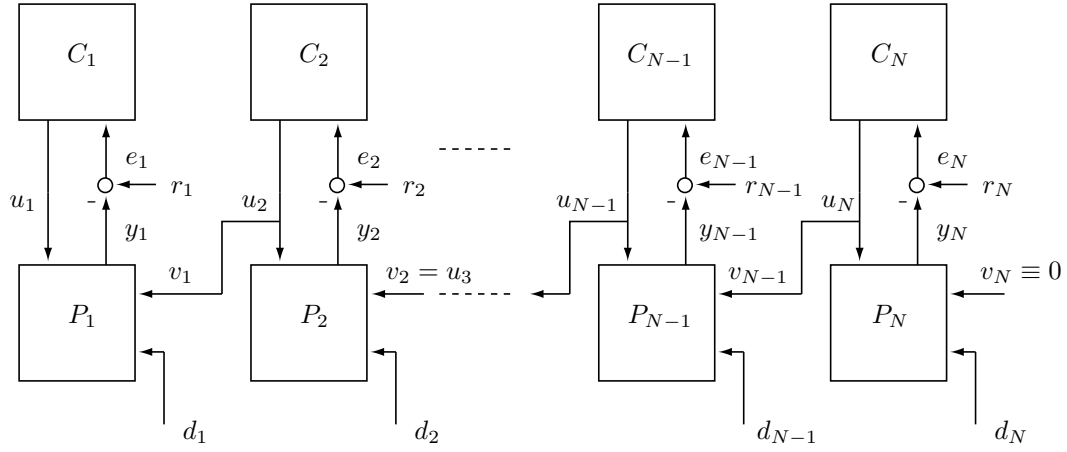 C₁ C₂ C_{N−1} C_N
e₁ e₂ e_{N−1} e_N
u₁ - r₁ u₂ - r₂ u_{N−1} - r_{N−1} u_N - r_N
y₁ y₂ y_{N−1} y_N
v₁ v₂ = u₃ v_{N−1} v_N ≡ 0
P₁ P₂ P_{N−1} P_N
d₁ d₂ d_{N−1} d_N